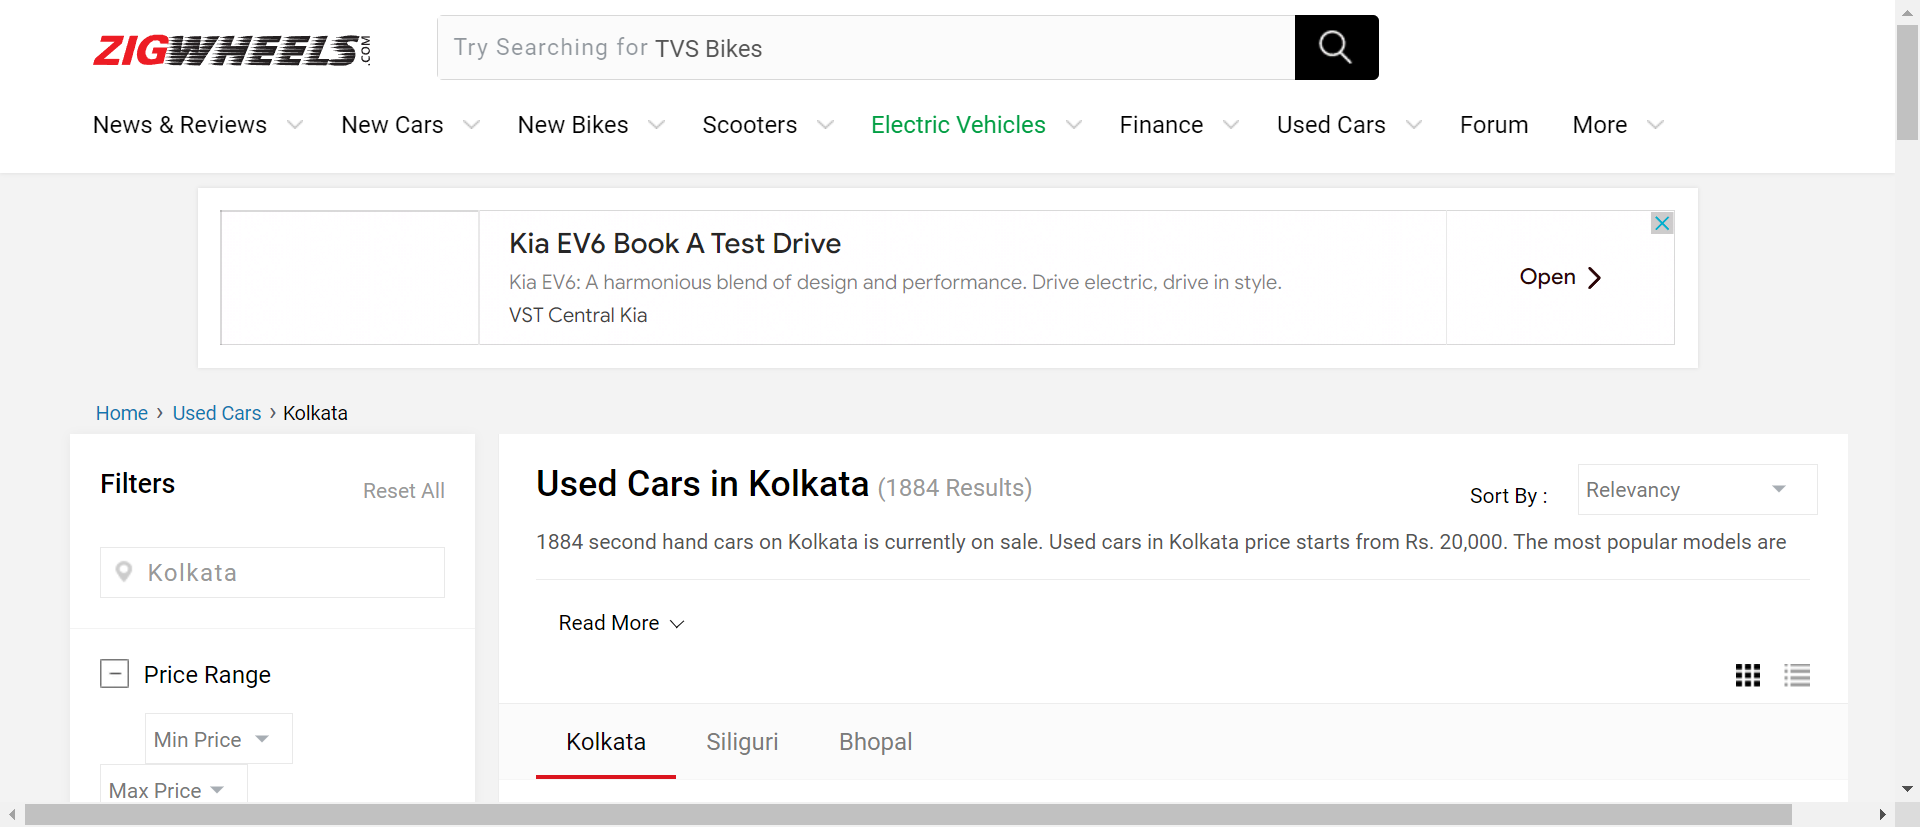 ZIGWHEELS.COM
Try Searching for TVS Bikes
News & Reviews New Cars New Bikes Scooters Electric Vehicles Finance Used Cars Forum More
Kia EV6 Book A Test Drive
Kia EV6: A harmonious blend of design and performance. Drive electric, drive in style.
VST Central Kia
Open
Home › Used Cars › Kolkata
Filters
Reset All
Kolkata
Price Range
Min Price
Max Price
Used Cars in Kolkata (1884 Results)
Sort By : Relevancy
1884 second hand cars on Kolkata is currently on sale. Used cars in Kolkata price starts from Rs. 20,000. The most popular models are
Read More
Kolkata Siliguri Bhopal